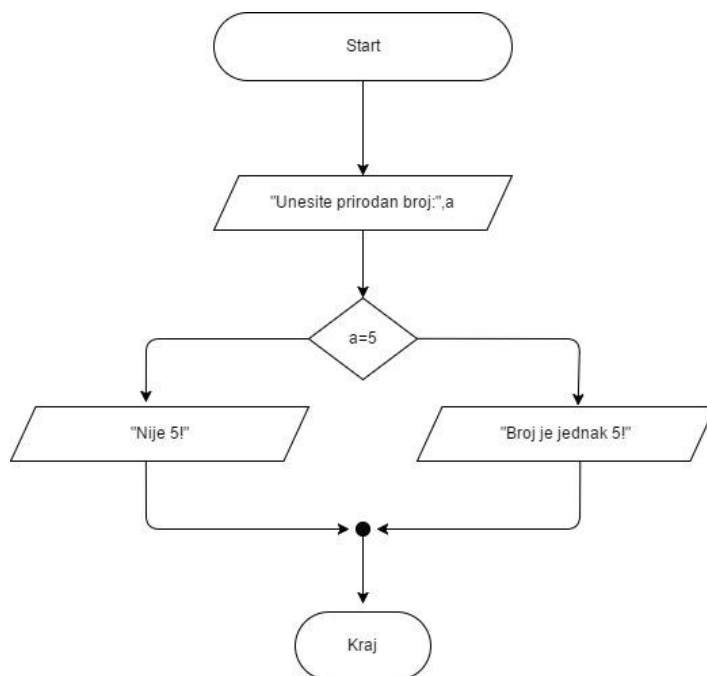 Start
"Unesite prirodan broj:",a
a=5
"Nije 5!"
"Broj je jednak 5!"
Kraj